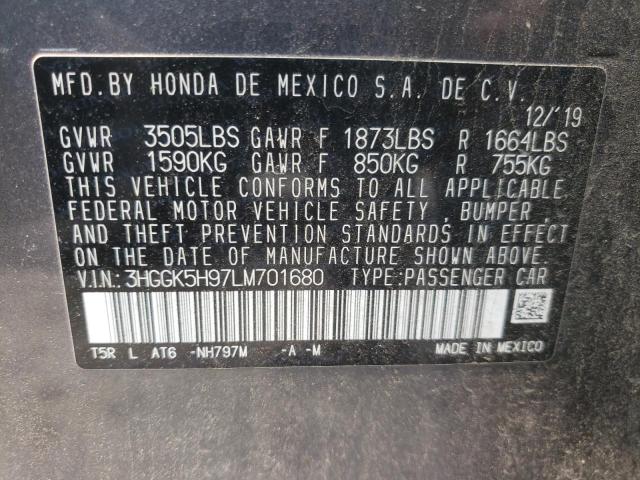 MFD. BY HONDA DE MEXICO S.A. DE C.V.
12/'19
GVWR 3505LBS GAWR F 1873LBS R 1664LBS
GVWR 1590KG GAWR F 850KG R 755KG
THIS VEHICLE CONFORMS TO ALL APPLICABLE
FEDERAL MOTOR VEHICLE SAFETY , BUMPER ,
AND THEFT PREVENTION STANDARDS IN EFFECT
ON THE DATE OF MANUFACTURE SHOWN ABOVE.
V.I.N.: 3HGGK5H97LM701680 TYPE:PASSENGER CAR
T5R L AT6 -NH797M -A -M MADE IN MEXICO